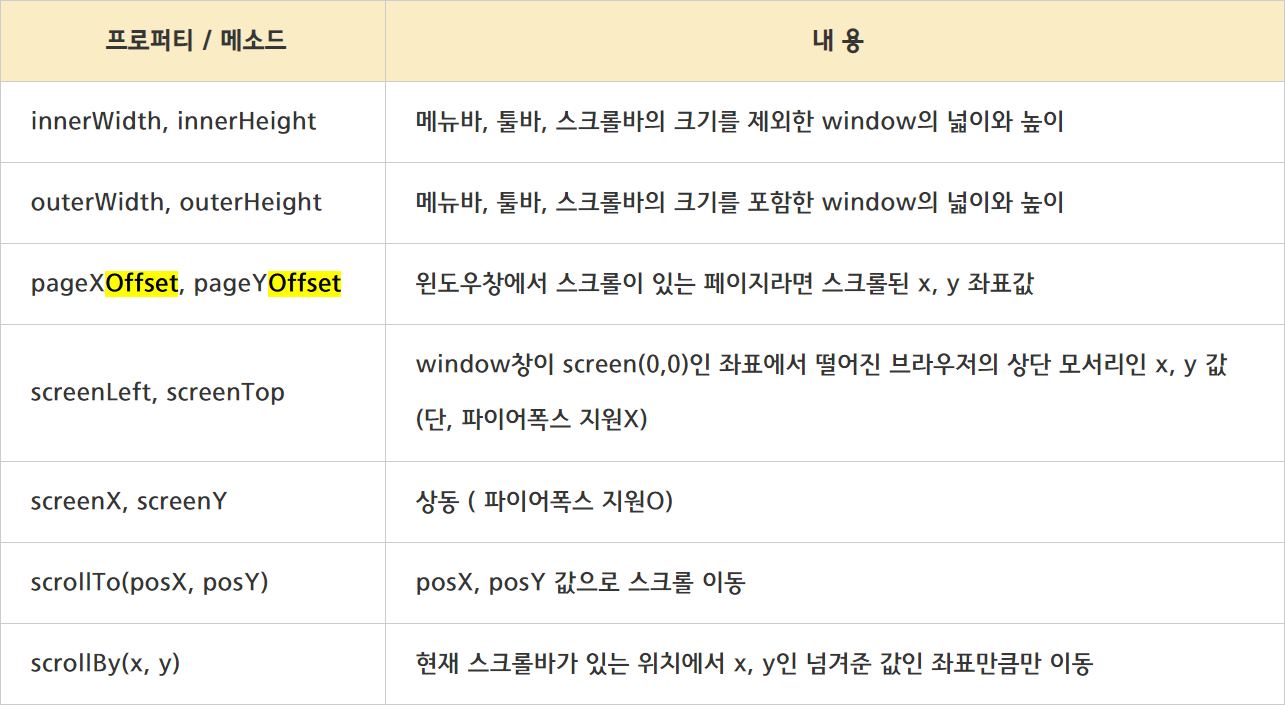 프로퍼티 / 메소드
내 용
innerWidth, innerHeight
메뉴바, 툴바, 스크롤바의 크기를 제외한 window의 넓이와 높이
outerWidth, outerHeight
메뉴바, 툴바, 스크롤바의 크기를 포함한 window의 넓이와 높이
pageXOffset, pageYOffset
윈도우창에서 스크롤이 있는 페이지라면 스크롤된 x, y 좌표값
screenLeft, screenTop
window창이 screen(0,0)인 좌표에서 떨어진 브라우저의 상단 모서리인 x, y 값
(단, 파이어폭스 지원X)
screenX, screenY
상동 ( 파이어폭스 지원O)
scrollTo(posX, posY)
posX, posY 값으로 스크롤 이동
scrollBy(x, y)
현재 스크롤바가 있는 위치에서 x, y인 넘겨준 값인 좌표만큼만 이동